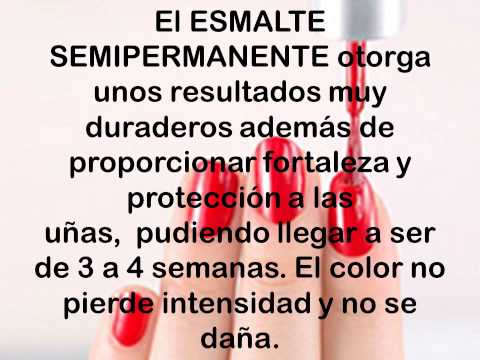 El ESMALTE
SEMIPERMANENTE otorga
unos resultados muy
duraderos además de
proporcionar fortaleza y
protección a las
uñas,  pudiendo llegar a ser
de 3 a 4 semanas. El color no
pierde intensidad y no se
daña.